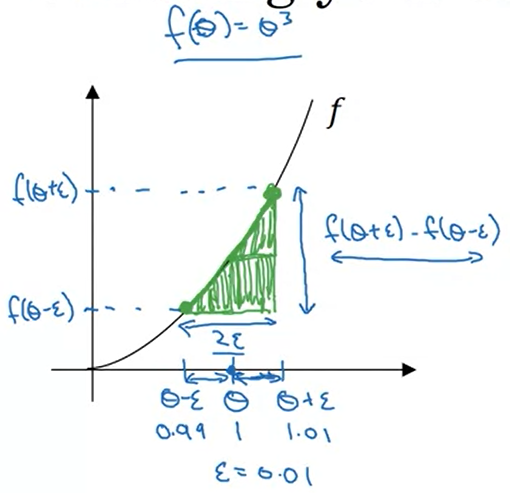 f(θ) = θ³
f
f(θ+ε)
f(θ+ε) - f(θ-ε)
f(θ-ε)
2ε
θ-ε θ θ+ε
0.99 1 1.01
ε = 0.01